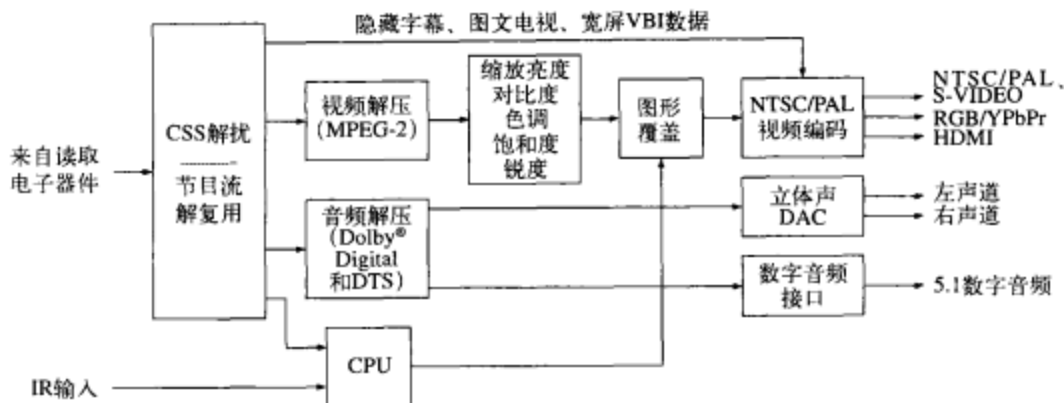 隐藏字幕、图文电视、宽屏VBI数据
来自读取
电子器件
CSS解扰
节目流
解复用
视频解压
(MPEG-2)
缩放亮度
对比度
色调
饱和度
锐度
图形
覆盖
NTSC/PAL
视频编码
NTSC/PAL、
S-VIDEO
RGB/YPbPr
HDMI
音频解压
(Dolby®
Digital
和DTS)
立体声
DAC
左声道
右声道
数字音频
接口
5.1数字音频
CPU
IR输入